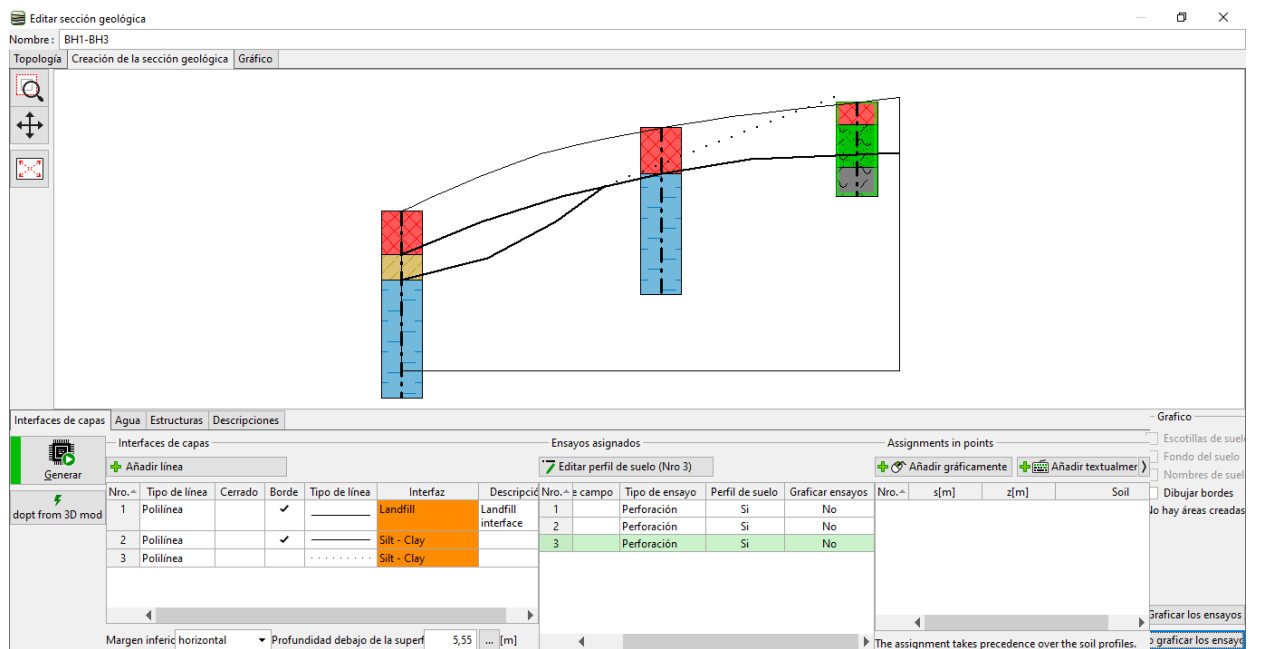 Editar sección geológica
Nombre : BH1-BH3
Topología Creación de la sección geológica Gráfico
Interfaces de capas Agua Estructuras Descripciones
Generar
dopt from 3D mod
Interfaces de capas
Añadir línea
Nro. Tipo de línea Cerrado Borde Tipo de línea Interfaz Descripció
1 Polilínea Landfill Landfill interface
2 Polilínea Silt - Clay
3 Polilínea Silt - Clay
Margen inferic horizontal Profundidad debajo de la superf 5,55 ... [m]
Ensayos asignados
Editar perfil de suelo (Nro 3)
Nro. e campo Tipo de ensayo Perfil de suelo Graficar ensayos
1 Perforación Si No
2 Perforación Si No
3 Perforación Si No
Assignments in points
Añadir gráficamente Añadir textualmer
Nro. s[m] z[m] Soil
The assignment takes precedence over the soil profiles.
Grafico
Escotillas de suel
Fondo del suelo
Nombres de suel
Dibujar bordes
No hay áreas creadas
Graficar los ensayos
o graficar los ensayo